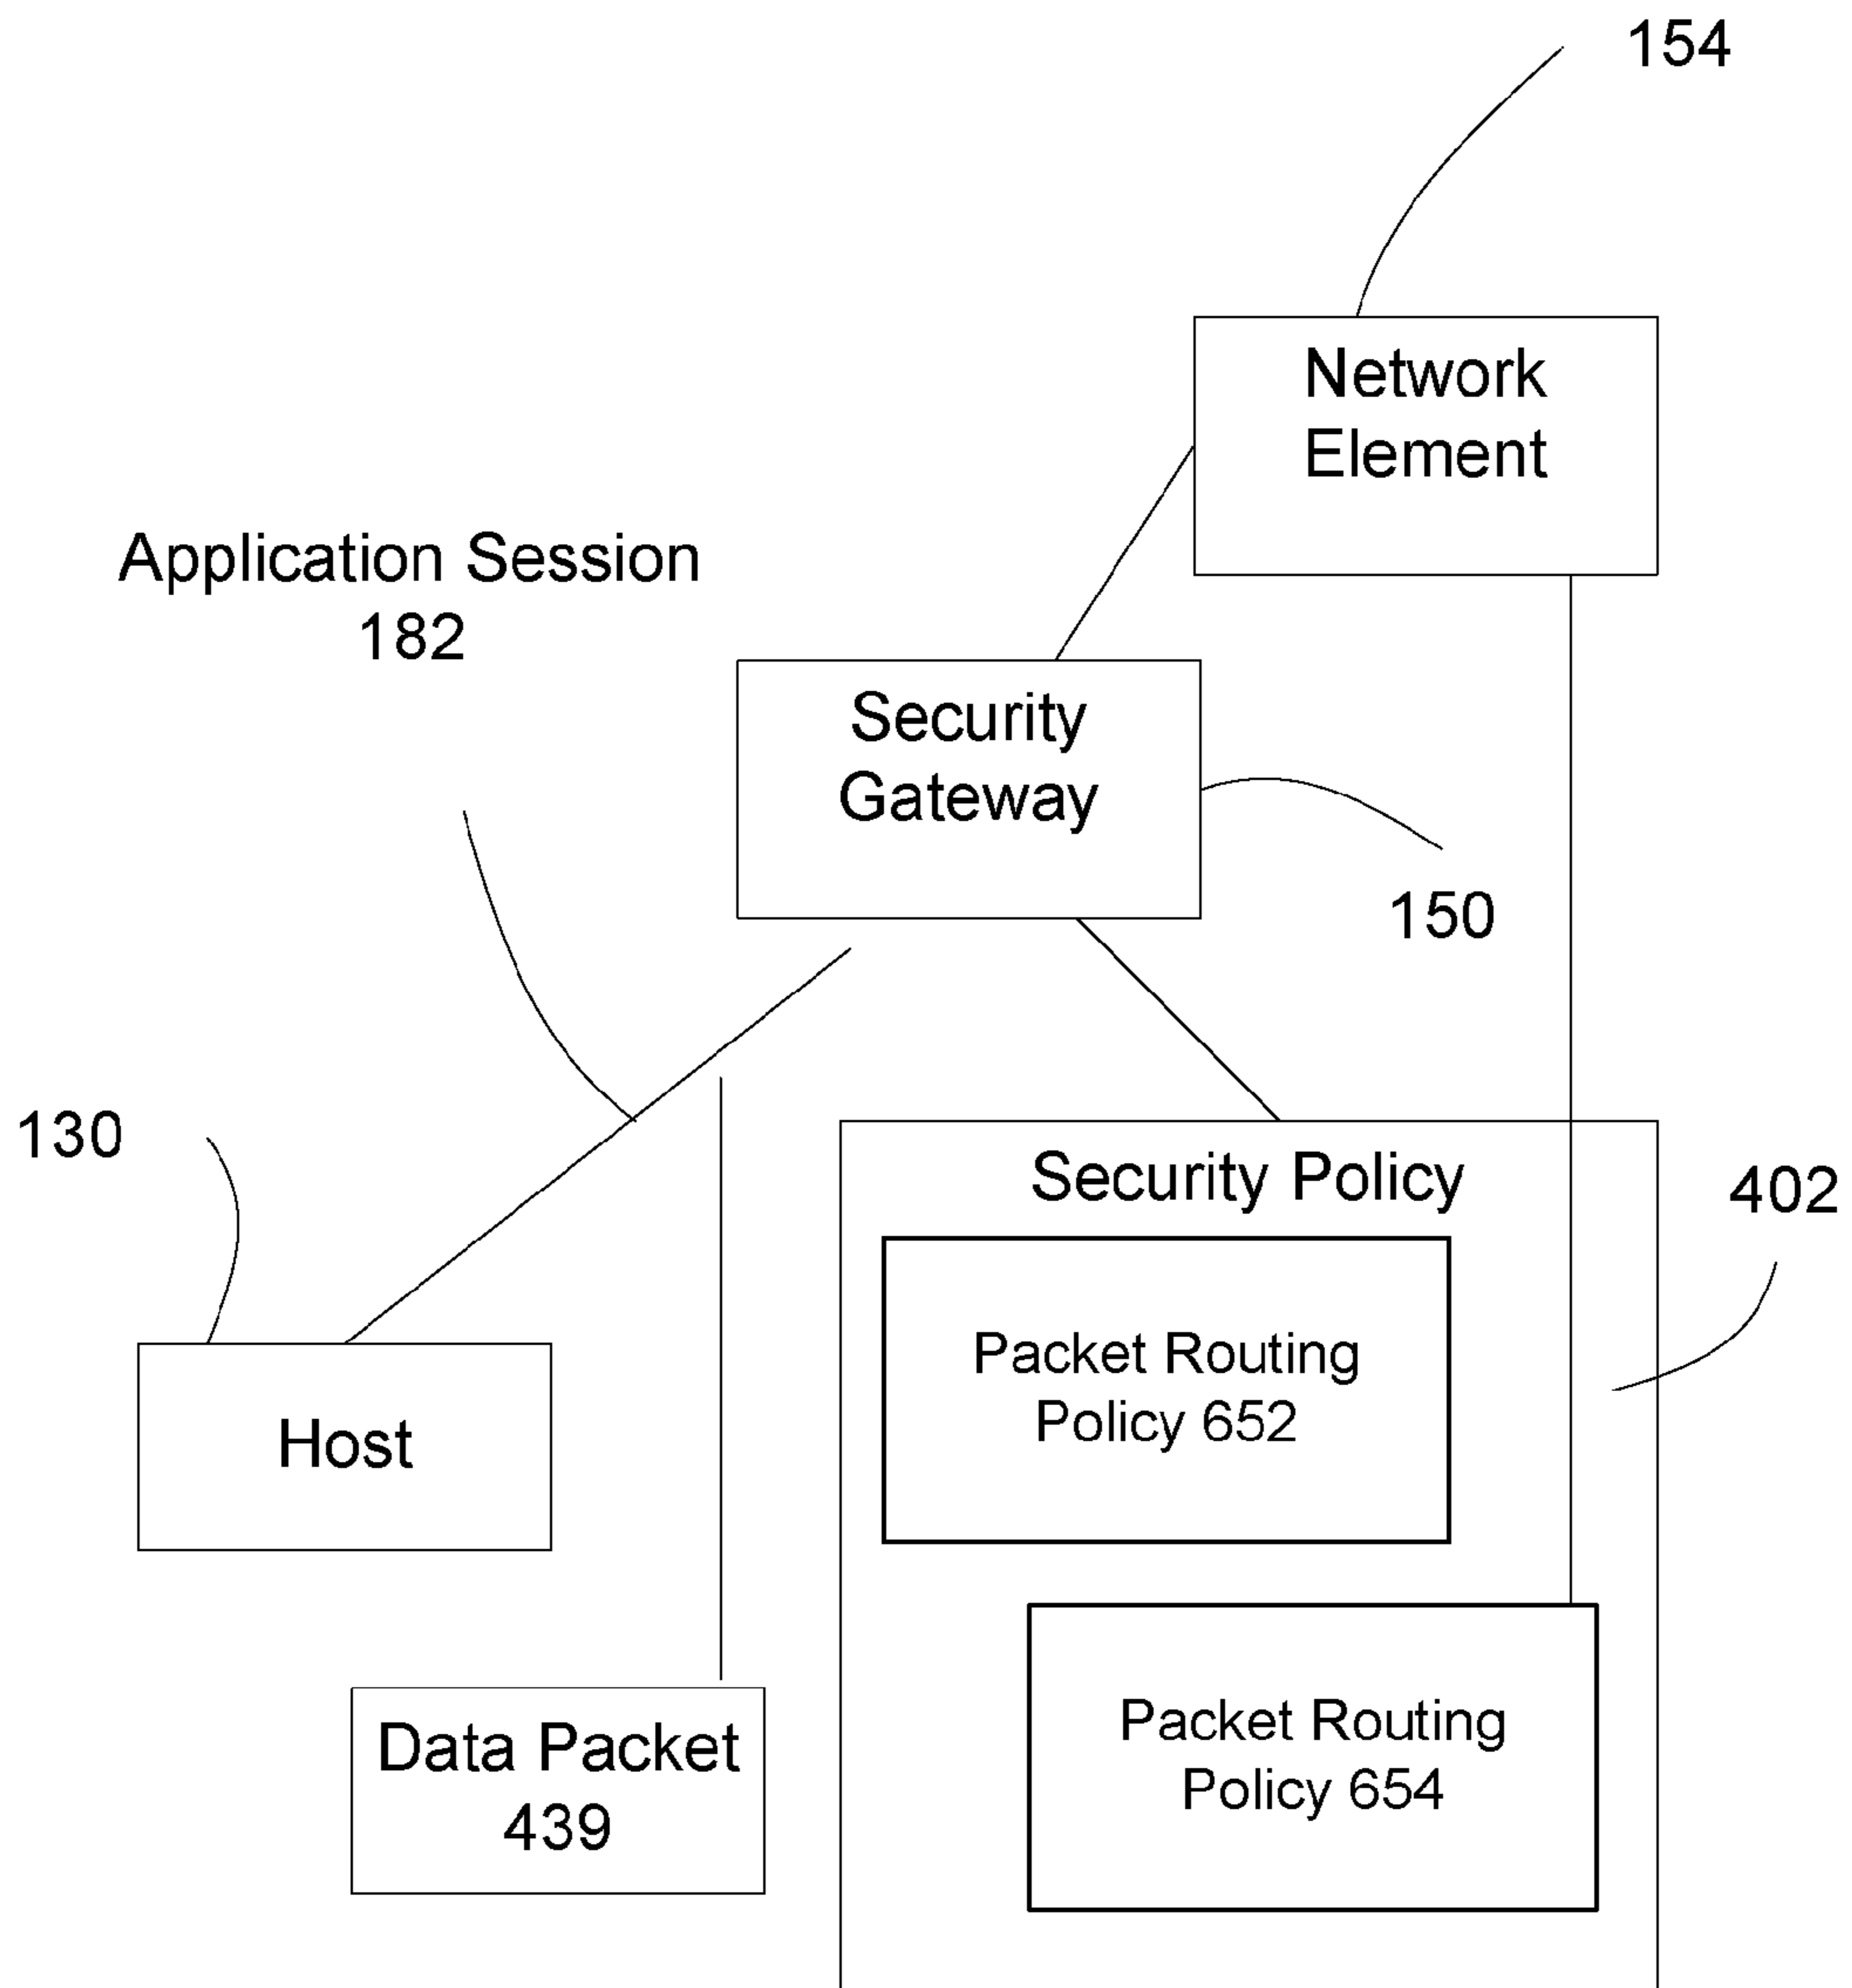 154
Network
Element
Application Session
182
Security
Gateway
150
130
Security Policy
402
Packet Routing
Policy 652
Host
Packet Routing
Policy 654
Data Packet
439